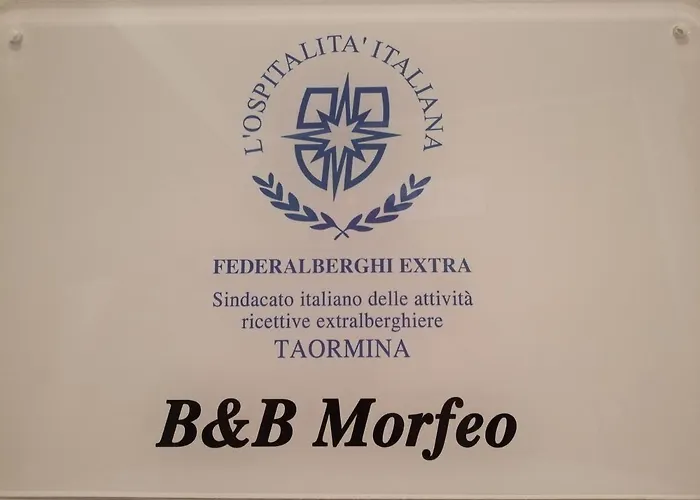 L'OSPITALITA' ITALIANA
FEDERALBERGHI EXTRA
Sindacato italiano delle attività
ricettive extralberghiere
TAORMINA
B&B Morfeo